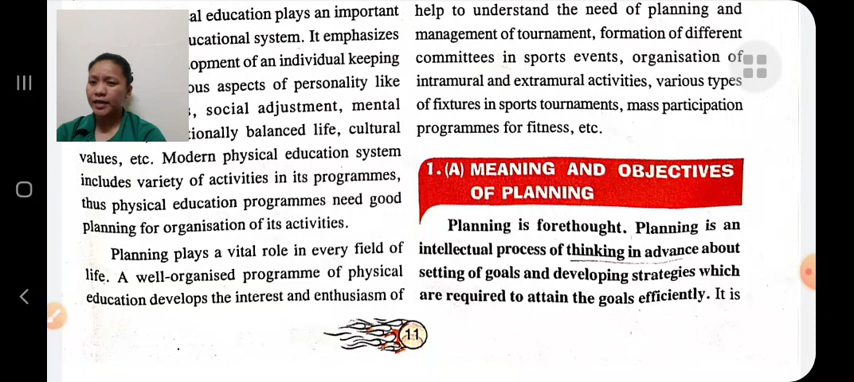 al education plays an important
ucational system. It emphasizes
opment of an individual keeping
ous aspects of personality like
, social adjustment, mental
ionally balanced life, cultural
values, etc. Modern physical education system
includes variety of activities in its programmes,
thus physical education programmes need good
planning for organisation of its activities.
Planning plays a vital role in every field of
life. A well-organised programme of physical
education develops the interest and enthusiasm of
help to understand the need of planning and
management of tournament, formation of different
committees in sports events, organisation of
intramural and extramural activities, various types
of fixtures in sports tournaments, mass participation
programmes for fitness, etc.
1. (A) MEANING AND OBJECTIVES
OF PLANNING
Planning is forethought. Planning is an
intellectual process of thinking in advance about
setting of goals and developing strategies which
are required to attain the goals efficiently. It is
11